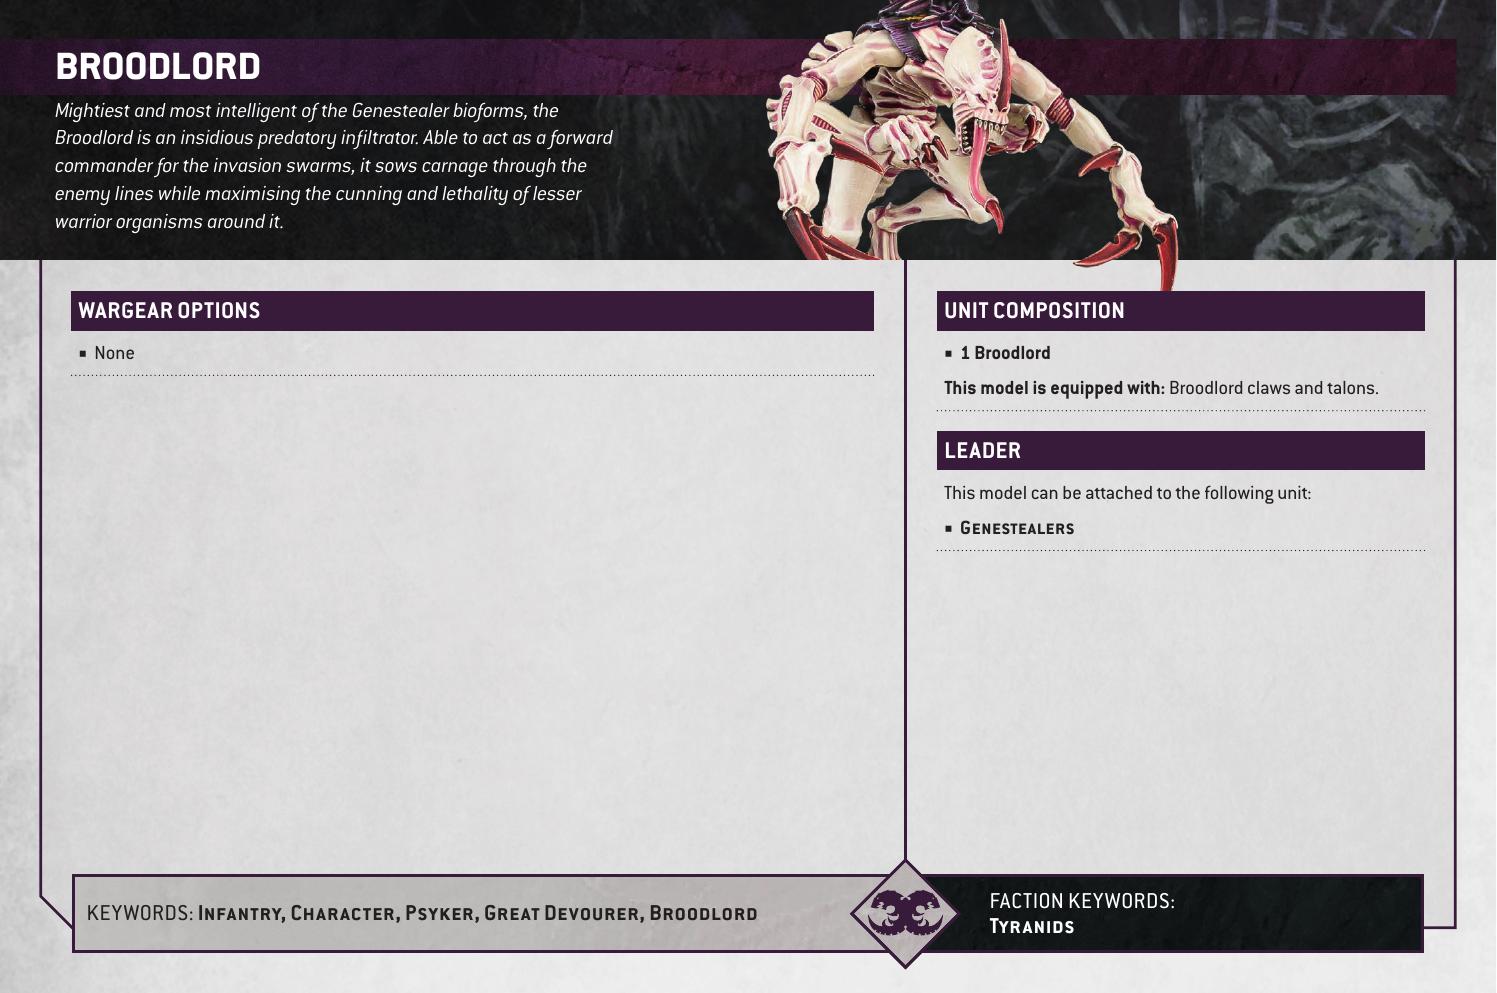 BROODLORD
Mightiest and most intelligent of the Genestealer bioforms, the
Broodlord is an insidious predatory infiltrator. Able to act as a forward
commander for the invasion swarms, it sows carnage through the
enemy lines while maximising the cunning and lethality of lesser
warrior organisms around it.
WARGEAR OPTIONS
■ None
UNIT COMPOSITION
■ 1 Broodlord
This model is equipped with: Broodlord claws and talons.
LEADER
This model can be attached to the following unit:
■ GENESTEALERS
KEYWORDS: INFANTRY, CHARACTER, PSYKER, GREAT DEVOURER, BROODLORD
FACTION KEYWORDS:
TYRANIDS